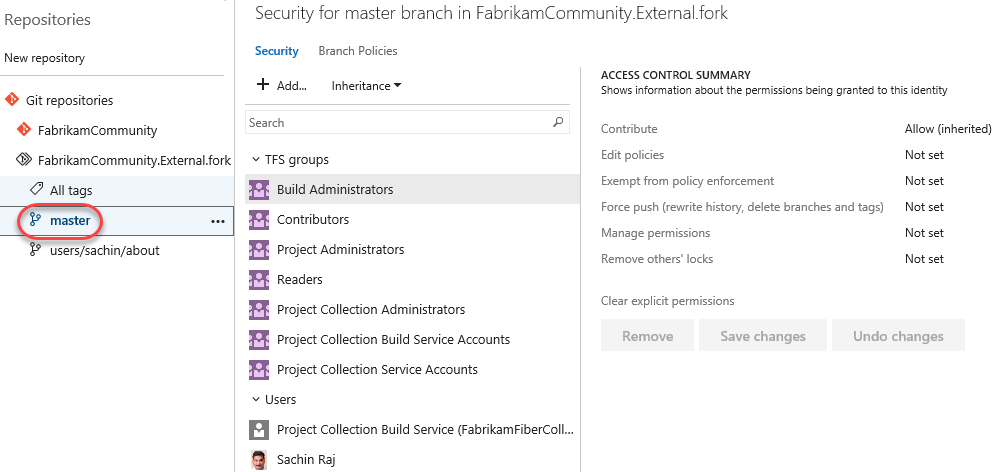 Repositories
New repository
Git repositories
FabrikamCommunity
FabrikamCommunity.External.fork
All tags
master
...
users/sachin/about
Security for master branch in FabrikamCommunity.External.fork
Security Branch Policies
Add... Inheritance
Search
TFS groups
Build Administrators
Contributors
Project Administrators
Readers
Project Collection Administrators
Project Collection Build Service Accounts
Project Collection Service Accounts
Users
Project Collection Build Service (FabrikamFiberColl...
Sachin Raj
ACCESS CONTROL SUMMARY
Shows information about the permissions being granted to this identity
Contribute Allow (inherited)
Edit policies Not set
Exempt from policy enforcement Not set
Force push (rewrite history, delete branches and tags) Not set
Manage permissions Not set
Remove others' locks Not set
Clear explicit permissions
Remove Save changes Undo changes